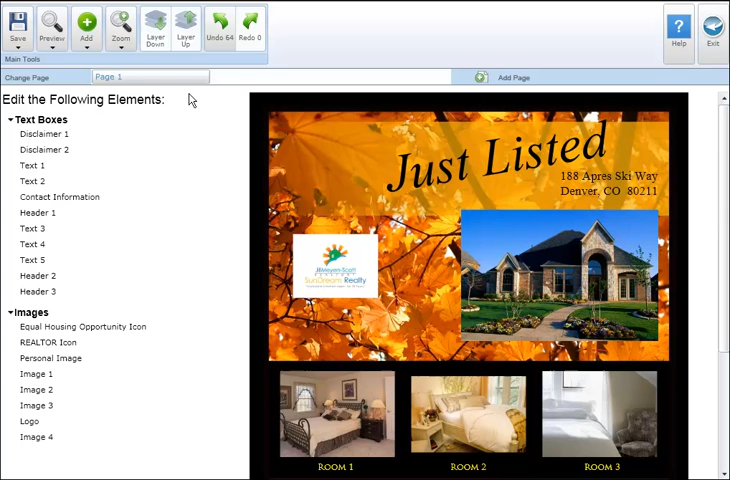 Save
Preview
Add
Zoom
Layer Down
Layer Up
Undo 64
Redo 0
Help
Exit
Main Tools
Change Page
Page 1
Add Page
Edit the Following Elements:
Text Boxes
Disclaimer 1
Disclaimer 2
Text 1
Text 2
Contact Information
Header 1
Text 3
Text 4
Text 5
Header 2
Header 3
Images
Equal Housing Opportunity Icon
REALTOR Icon
Personal Image
Image 1
Image 2
Image 3
Logo
Image 4
Just Listed
188 Apres Ski Way
Denver, CO 80211
SunDream Realty
Room 1
Room 2
Room 3